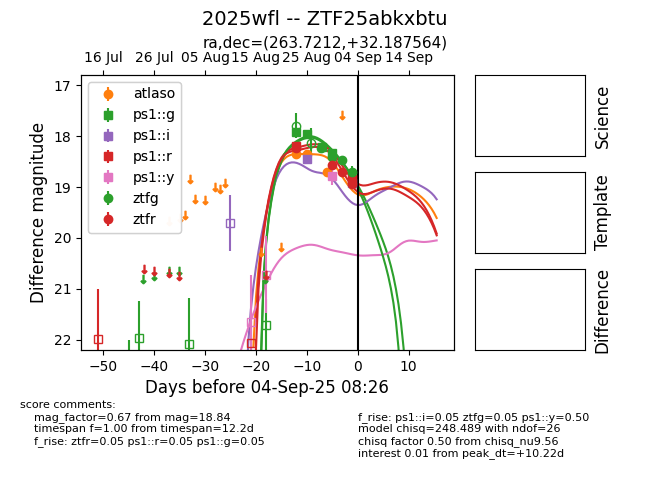 2025wfl -- ZTF25abkxbtu
ra,dec=(263.7212,+32.187564)
16 Jul 26 Jul 05 Aug 15 Aug 25 Aug 04 Sep 14 Sep
17
18
19
20
21
22
Difference magnitude
atlaso
ps1::g
ps1::i
ps1::r
ps1::y
ztfg
ztfr
−50 −40 −30 −20 −10 0 10
Days before 04-Sep-25 08:26
Science
Template
Difference
score comments:
mag_factor=0.67 from mag=18.84
timespan f=1.00 from timespan=12.2d
f_rise: ztfr=0.05 ps1::r=0.05 ps1::g=0.05
f_rise: ps1::i=0.05 ztfg=0.05 ps1::y=0.50
model chisq=248.489 with ndof=26
chisq factor 0.50 from chisq_nu9.56
interest 0.01 from peak_dt=+10.22d